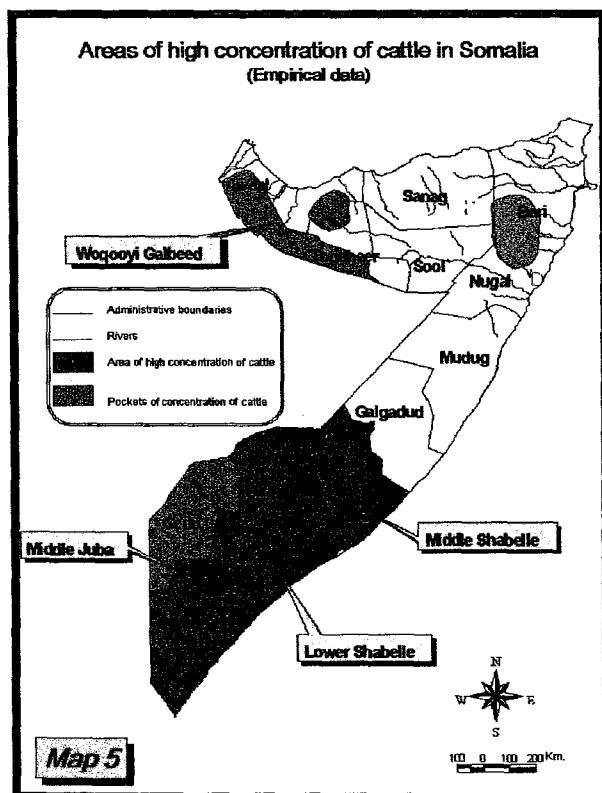 Areas of high concentration of cattle in Somalia
(Empirical data)
Sanag
Bari
Woqooyi Galbeed
Sool
Nugal
Administrative boundaries
Rivers
Area of high concentration of cattle
Pockets of concentration of cattle
Mudug
Galgadud
Middle Juba
Middle Shabelle
Lower Shabelle
N
W E
S
Map 5
100 0 100 200 Km.